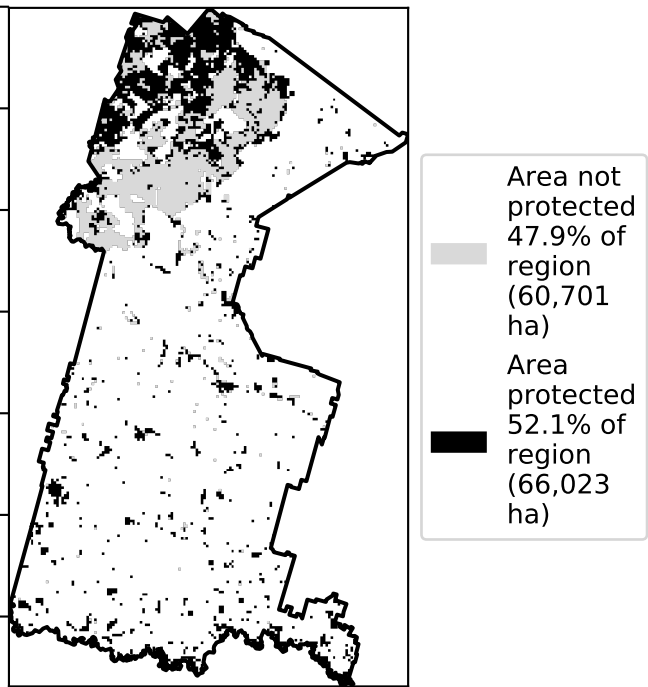 Area not
protected
47.9% of
region
(60,701
ha)
Area
protected
52.1% of
region
(66,023
ha)